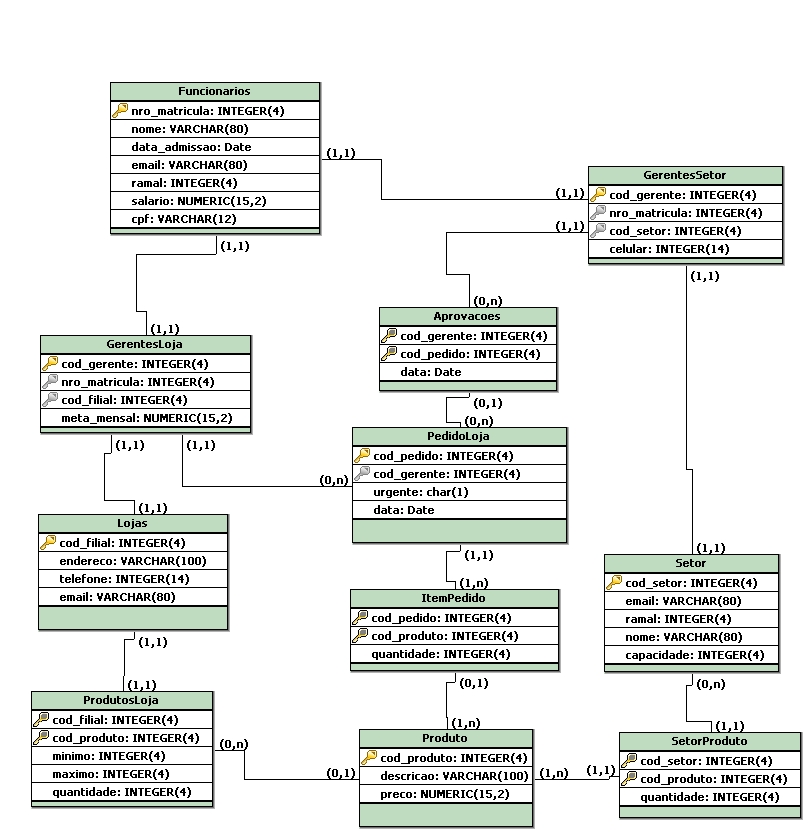 Funcionarios
nro_matricula: INTEGER(4)
nome: VARCHAR(80)
data_admissao: Date
email: VARCHAR(80)
ramal: INTEGER(4)
salario: NUMERIC(15,2)
cpf: VARCHAR(12)
(1,1)
(1,1)
GerentesSetor
cod_gerente: INTEGER(4)
nro_matricula: INTEGER(4)
cod_setor: INTEGER(4)
celular: INTEGER(14)
(1,1)
(1,1)
(1,1)
(1,1)
(0,n)
Aprovacoes
cod_gerente: INTEGER(4)
cod_pedido: INTEGER(4)
data: Date
(0,1)
(0,n)
GerentesLoja
cod_gerente: INTEGER(4)
nro_matricula: INTEGER(4)
cod_filial: INTEGER(4)
meta_mensal: NUMERIC(15,2)
(1,1)
(1,1)
(0,n)
PedidoLoja
cod_pedido: INTEGER(4)
cod_gerente: INTEGER(4)
urgente: char(1)
data: Date
(1,1)
(1,n)
(1,1)
Lojas
cod_filial: INTEGER(4)
endereco: VARCHAR(100)
telefone: INTEGER(14)
email: VARCHAR(80)
(1,1)
(1,1)
(1,1)
Setor
cod_setor: INTEGER(4)
email: VARCHAR(80)
ramal: INTEGER(4)
nome: VARCHAR(80)
capacidade: INTEGER(4)
(0,n)
(1,1)
ItemPedido
cod_pedido: INTEGER(4)
cod_produto: INTEGER(4)
quantidade: INTEGER(4)
(0,1)
(1,n)
ProdutosLoja
cod_filial: INTEGER(4)
cod_produto: INTEGER(4)
minimo: INTEGER(4)
maximo: INTEGER(4)
quantidade: INTEGER(4)
(0,n)
(0,1)
Produto
cod_produto: INTEGER(4)
descricao: VARCHAR(100)
preco: NUMERIC(15,2)
(1,n)
(1,1)
SetorProduto
cod_setor: INTEGER(4)
cod_produto: INTEGER(4)
quantidade: INTEGER(4)